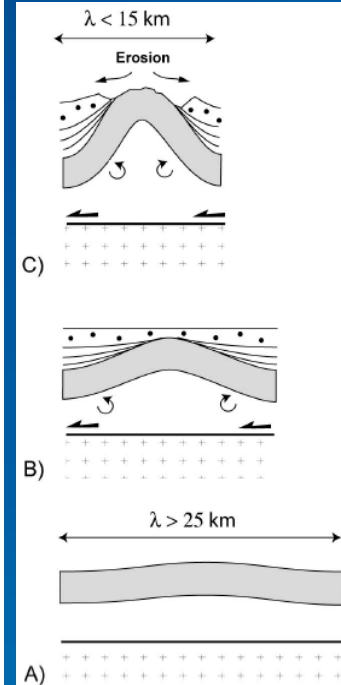 λ < 15 km
Erosion
C)
B)
λ > 25 km
A)